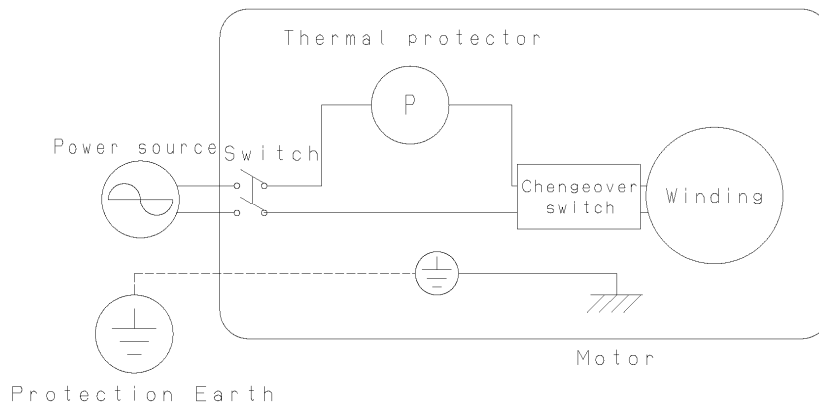 Thermal protector
P
Power source
Switch
Chengeover
switch
Winding
Motor
Protection Earth